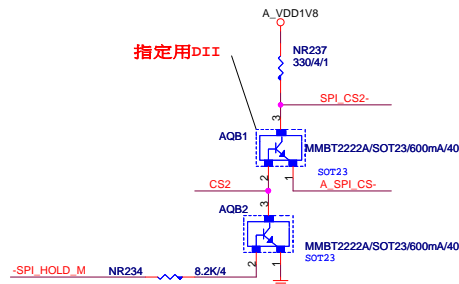 A_VDD1V8
指定用DII
NR237
330/4/1
SPI_CS2-
3
AQB1
MMBT2222A/SOT23/600mA/40
SOT23
2
1
CS2
A_SPI_CS-
3
AQB2
MMBT2222A/SOT23/600mA/40
SOT23
2
1
-SPI_HOLD_M
NR234
8.2K/4